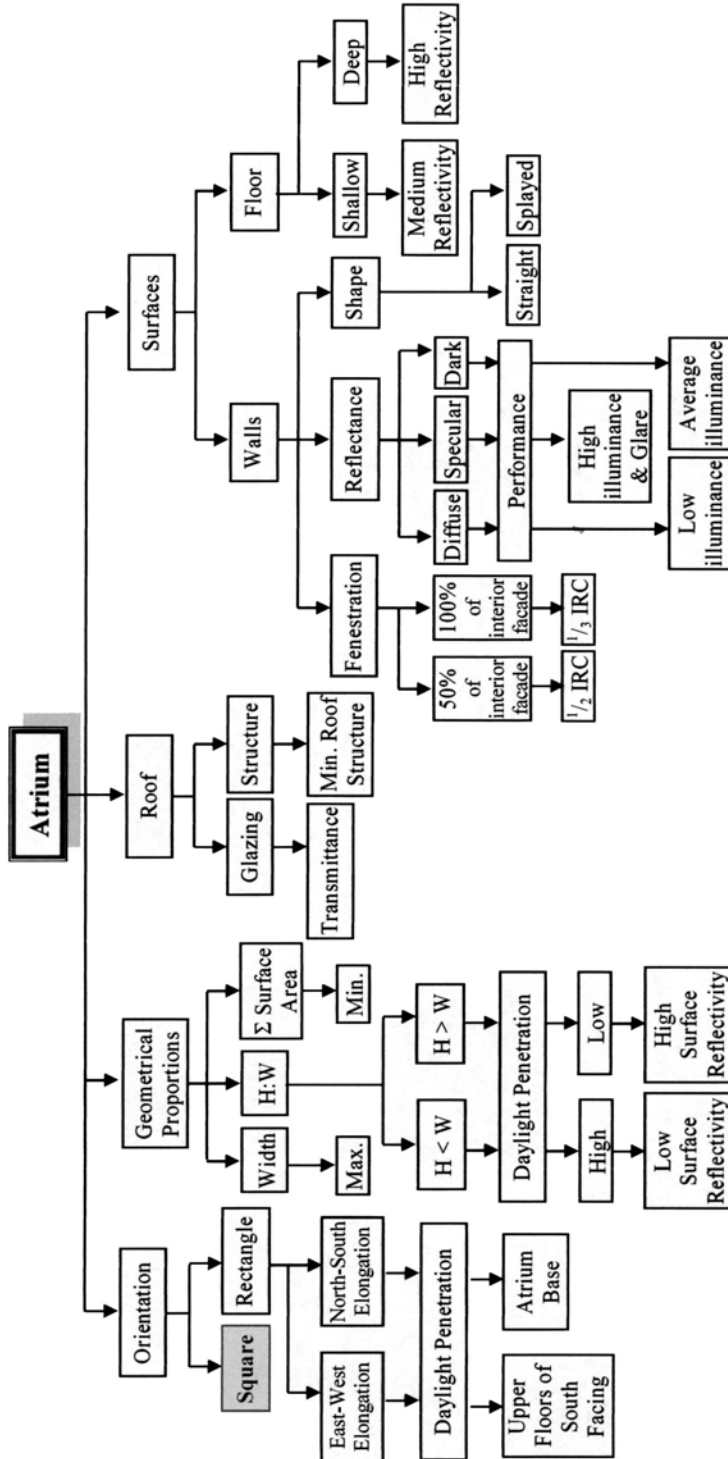 Atrium
Orientation
Geometrical
Proportions
Roof
Surfaces
Square
Rectangle
Width
H:W
Σ Surface
Area
Glazing
Structure
Walls
Floor
East-West
Elongation
North-South
Elongation
Max.
Min.
Transmittance
Min. Roof
Structure
Fenestration
Reflectance
Shape
Shallow
Deep
H < W
H > W
50%
of
interior
facade
100%
of
interior
facade
Diffuse
Specular
Dark
Medium
Reflectivity
High
Reflectivity
Daylight Penetration
Daylight Penetration
Performance
Straight
Splayed
Upper
Floors of
South
Facing
Atrium
Base
High
Low
1/2 IRC
1/3 IRC
High
illuminance
& Glare
Low
Surface
Reflectivity
High
Surface
Reflectivity
Low
illuminance
Average
illuminance